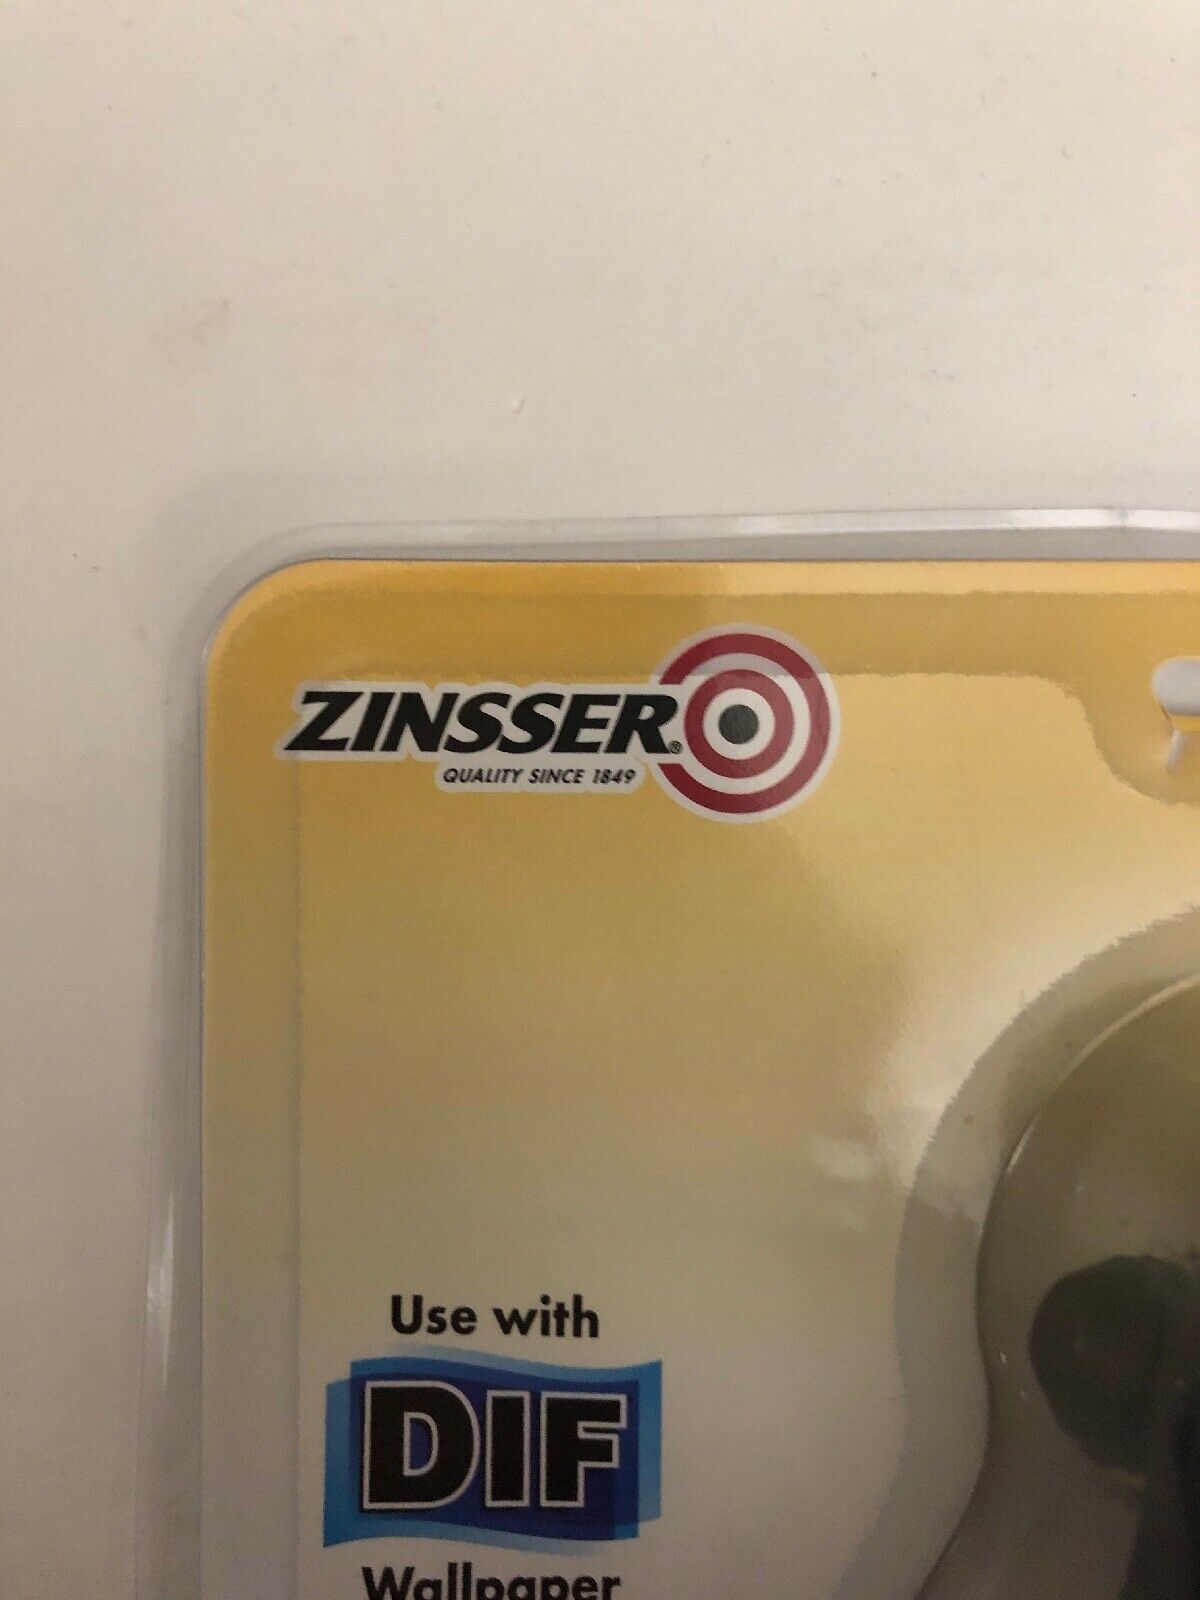 ZINSSER®
QUALITY SINCE 1849
Use with
DIF
Wallpaper